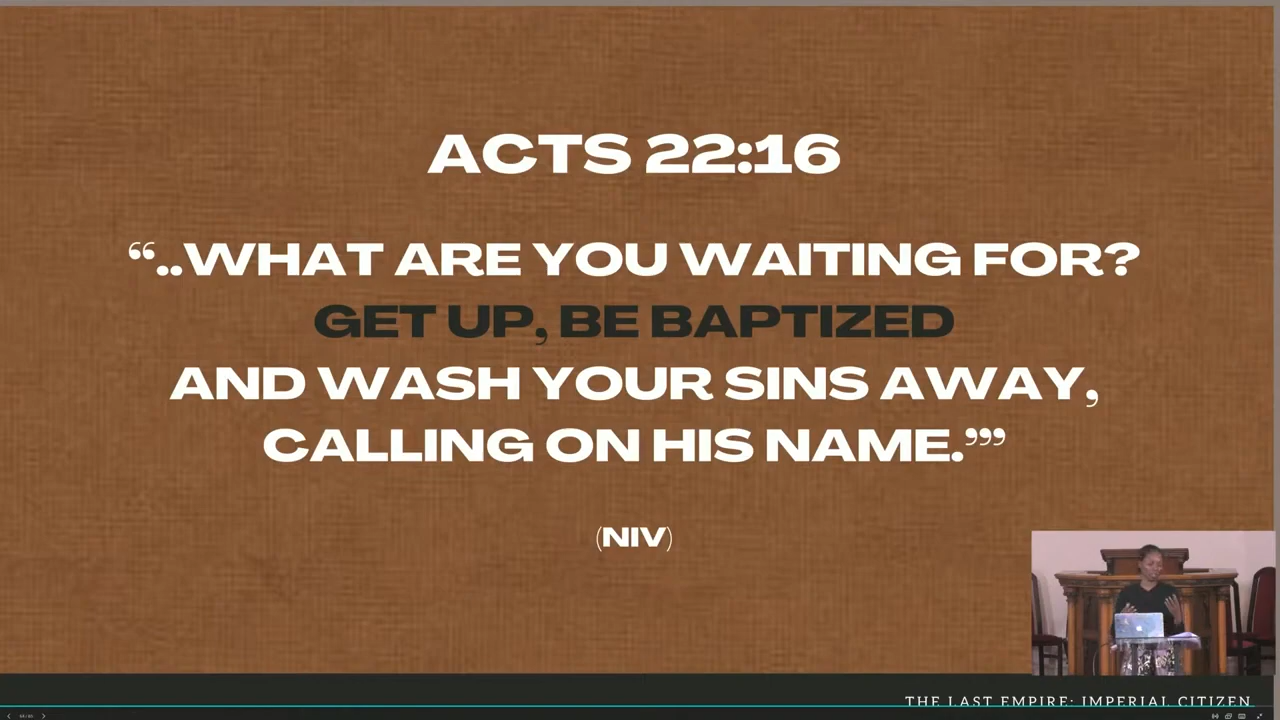 ACTS 22:16
“..WHAT ARE YOU WAITING FOR?
GET UP, BE BAPTIZED
AND WASH YOUR SINS AWAY,
CALLING ON HIS NAME.”’”
(NIV)
THE LAST EMPIRE: IMPERIAL CITIZEN